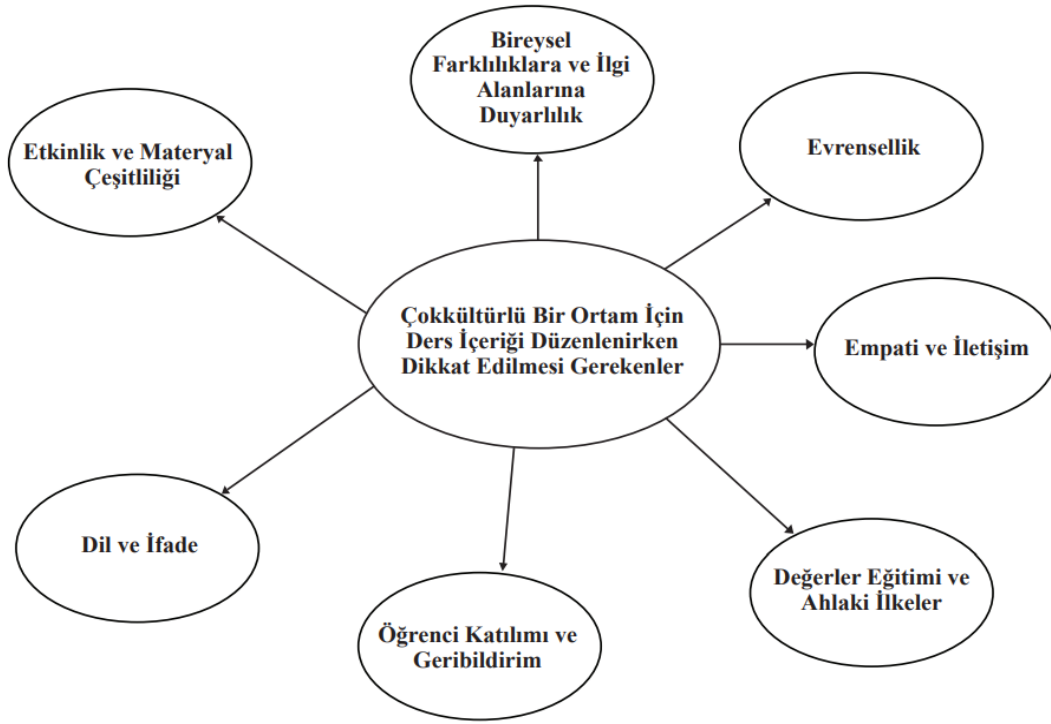 Bireysel
Farklılıklara ve İlgi
Alanlarına
Duyarlılık
Evrensellik
Etkinlik ve Materyal
Çeşitliliği
Çokkültürlü Bir Ortam İçin
Ders İçeriği Düzenlenirken
Dikkat Edilmesi Gerekenler
Empati ve İletişim
Dil ve İfade
Değerler Eğitimi ve
Ahlaki İlkeler
Öğrenci Katılımı ve
Geribildirim